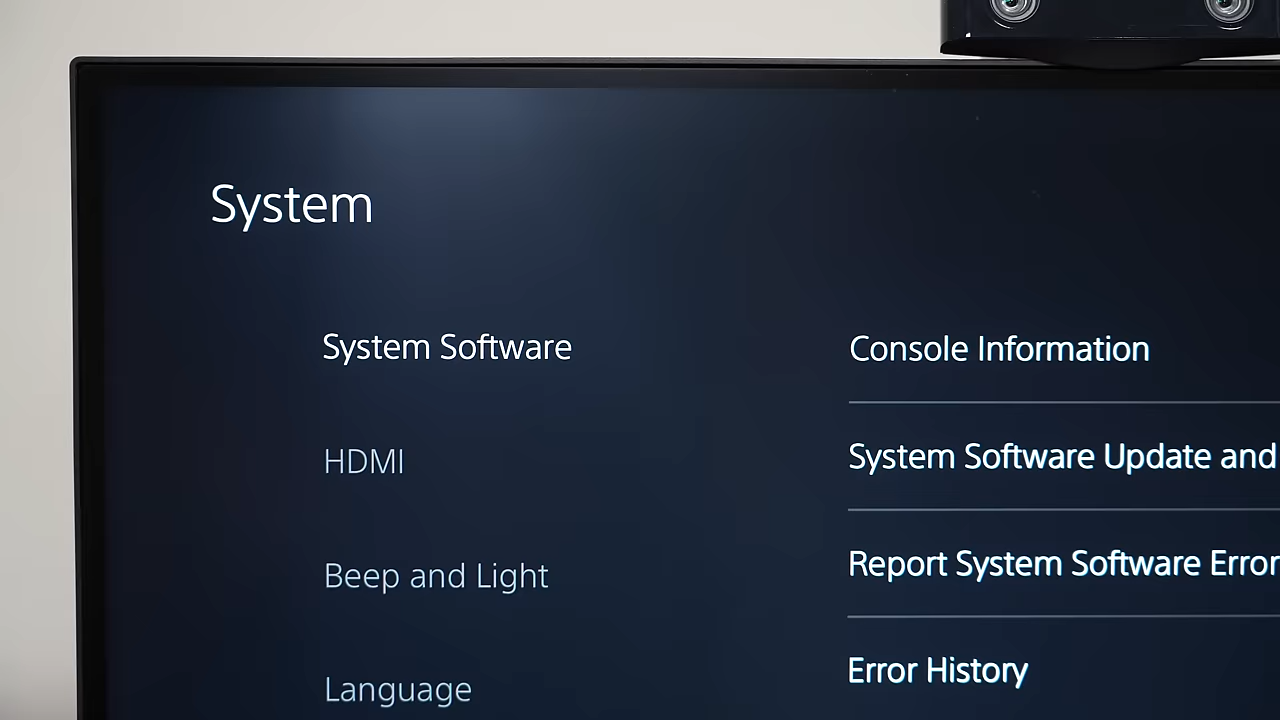 System
System Software
HDMI
Beep and Light
Language
Console Information
System Software Update and
Report System Software Error
Error History